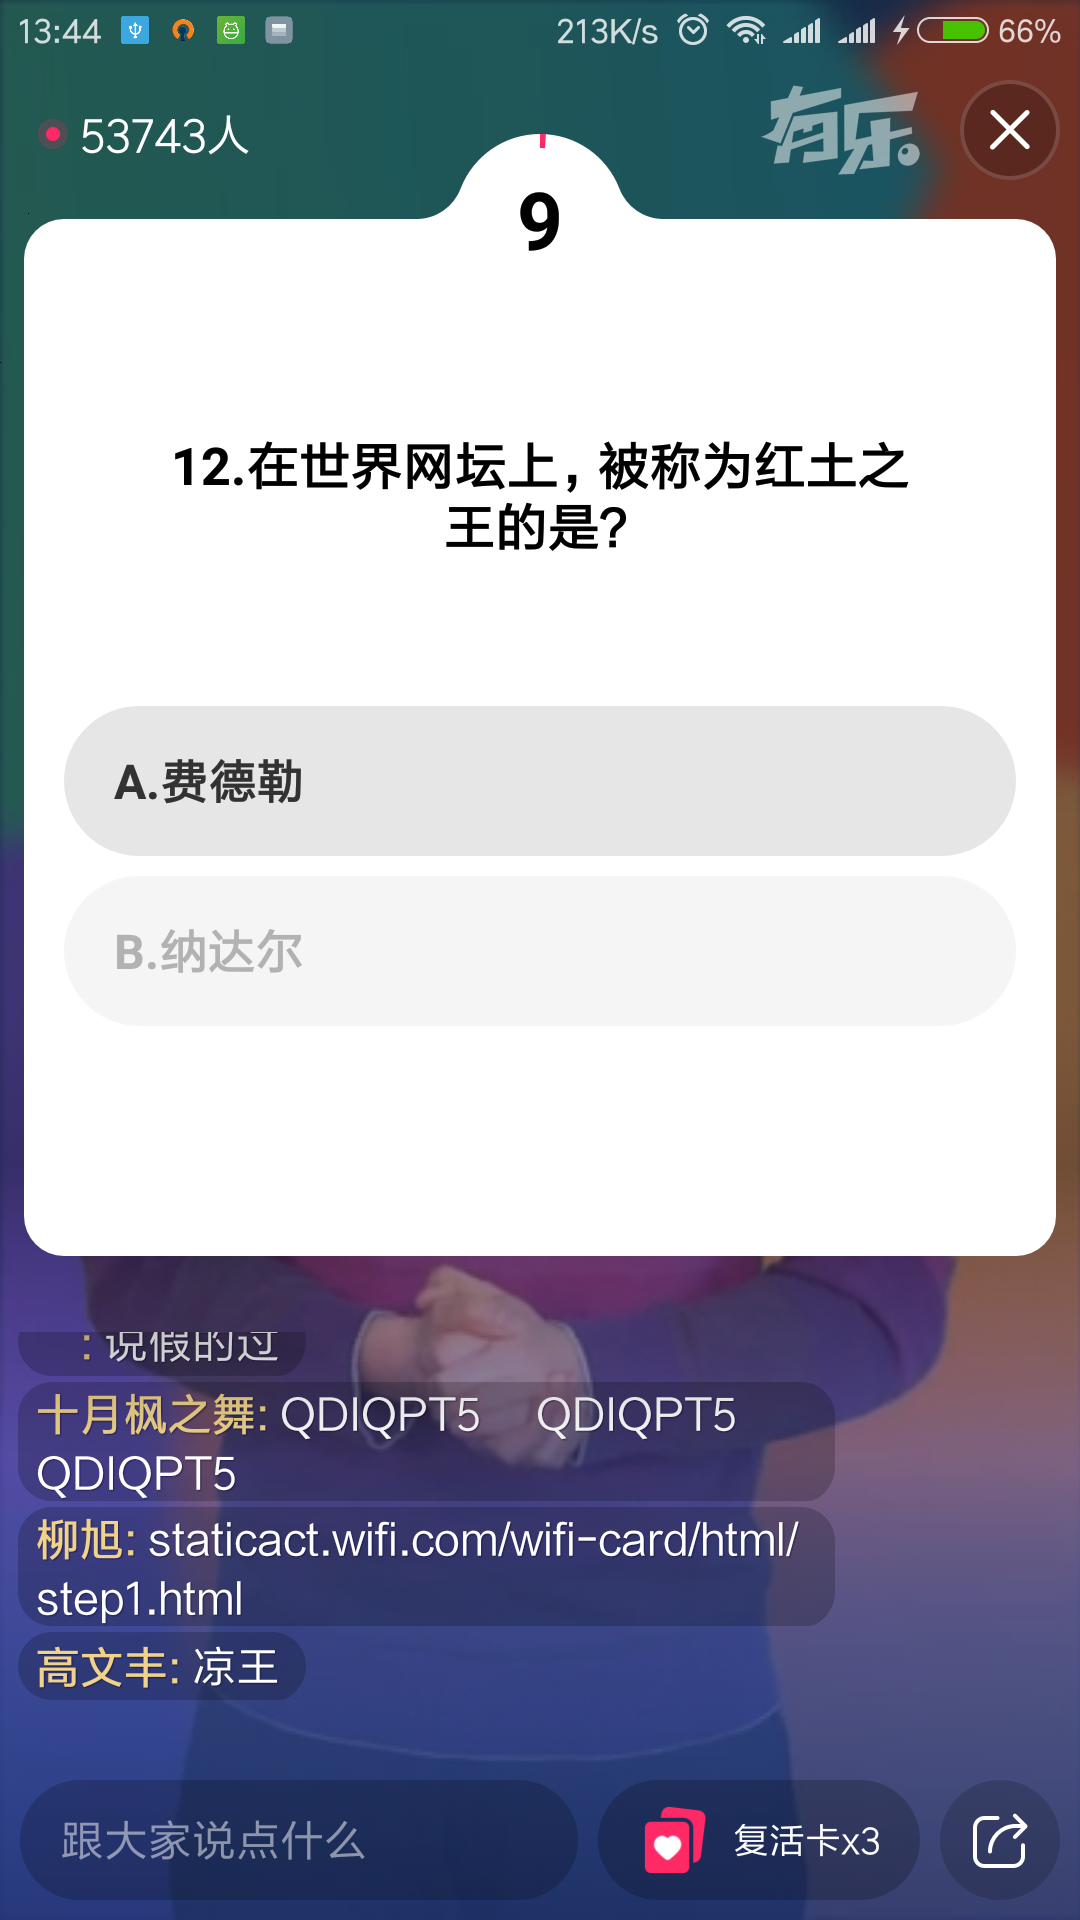 13:44
213K/s
66%
53743人
有乐
9
12.在世界网坛上，被称为红土之
王的是?
A.费德勒
B.纳达尔
: 说假的过
十月枫之舞: QDIQPT5 QDIQPT5
QDIQPT5
柳旭: staticact.wifi.com/wifi-card/html/
step1.html
高文丰: 凉王
跟大家说点什么
复活卡x3